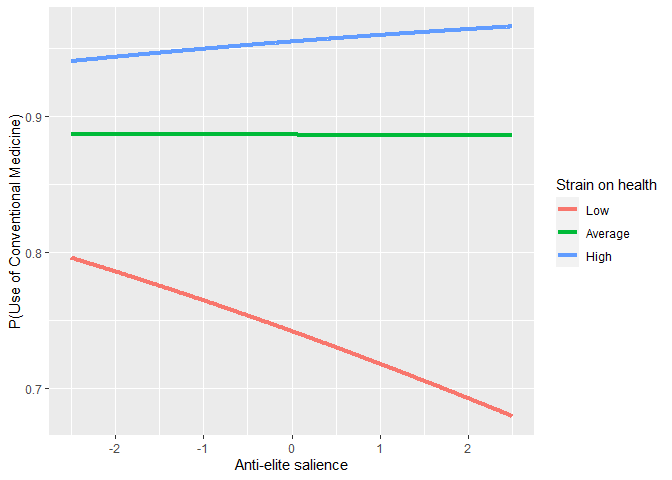 P(Use of Conventional Medicine)
0.9
0.8
0.7
-2 -1 0 1 2
Anti-elite salience
Strain on health
Low
Average
High